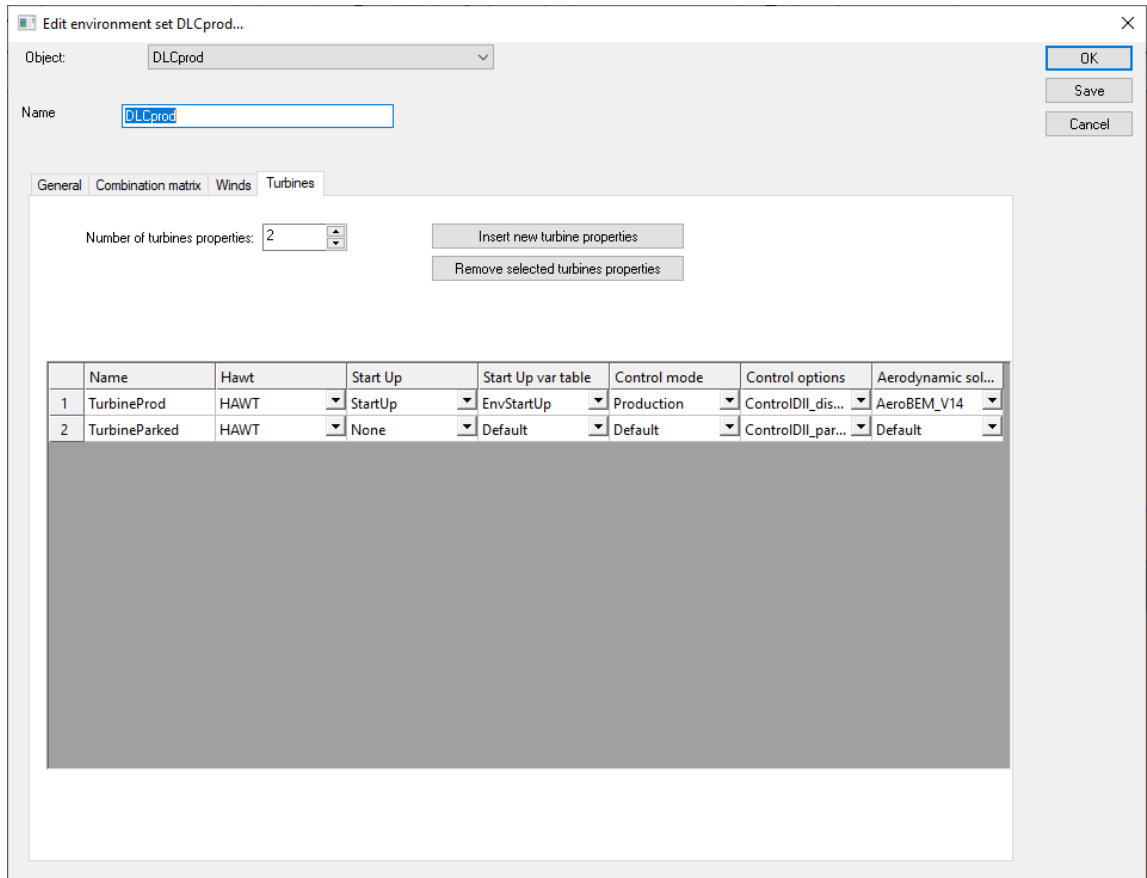 Edit environment set DLCprod...
Object: DLCprod
OK
Save
Name DLCprod
Cancel
General Combination matrix Winds Turbines
Number of turbines properties: 2 Insert new turbine properties
Remove selected turbines properties
Name Hawt Start Up Start Up var table Control mode Control options Aerodynamic sol...
1 TurbineProd HAWT StartUp EnvStartUp Production ControlDll_dis... AeroBEM_V14
2 TurbineParked HAWT None Default Default ControlDll_par... Default